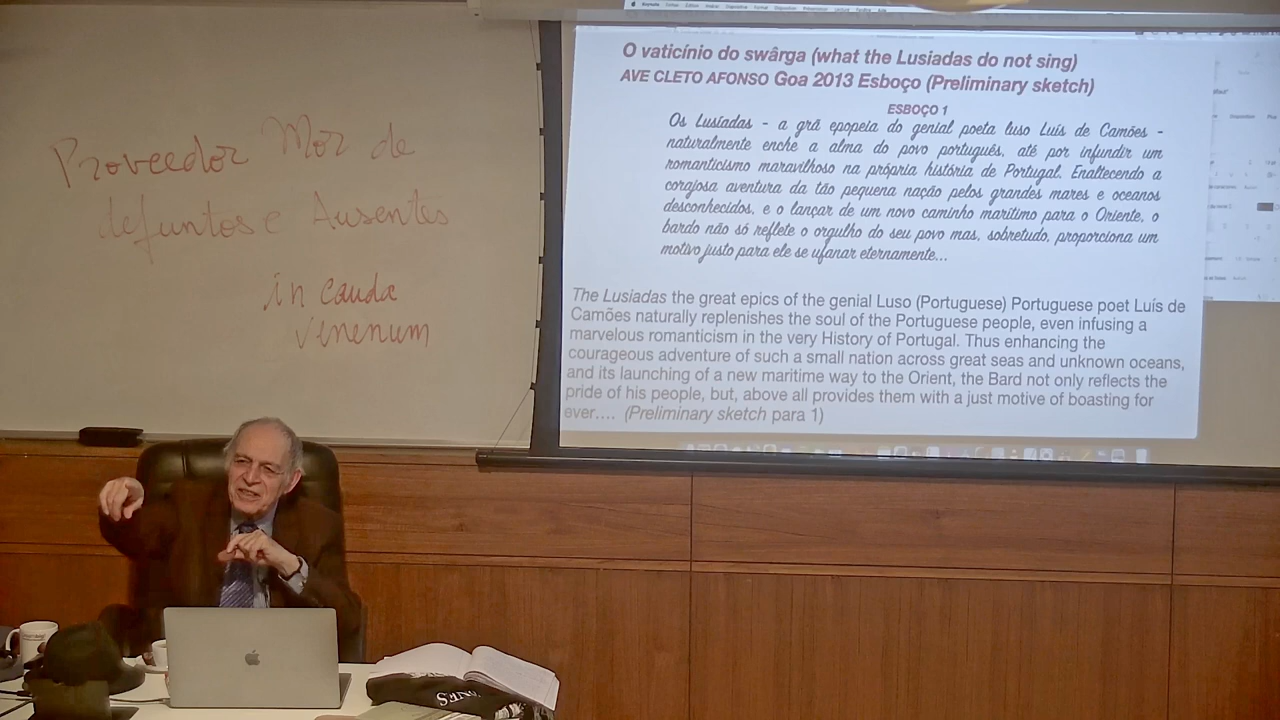 Proveedor Mor de
defuntos e Ausentes
in cauda
venenum
O vaticínio do swârga (what the Lusiadas do not sing)
AVE CLETO AFONSO Goa 2013 Esboço (Preliminary sketch)
ESBOÇO 1
Os Lusíadas - a grã epopeia do genial poeta luso Luís de Camões -
naturalmente enche a alma do povo português, até por infundir um
romanticismo maravilhoso na própria história de Portugal. Enaltecendo a
corajosa aventura da tão pequena nação pelos grandes mares e oceanos
desconhecidos, e o lançar de um novo caminho marítimo para o Oriente, o
bardo não só reflete o orgulho do seu povo mas, sobretudo, proporciona um
motivo justo para ele se ufanar eternamente...
The Lusiadas the great epics of the genial Luso (Portuguese) Portuguese poet Luís de
Camões naturally replenishes the soul of the Portuguese people, even infusing a
marvelous romanticism in the very History of Portugal. Thus enhancing the
courageous adventure of such a small nation across great seas and unknown oceans,
and its launching of a new maritime way to the Orient, the Bard not only reflects the
pride of his people, but, above all provides them with a just motive of boasting for
ever.... (Preliminary sketch para 1)